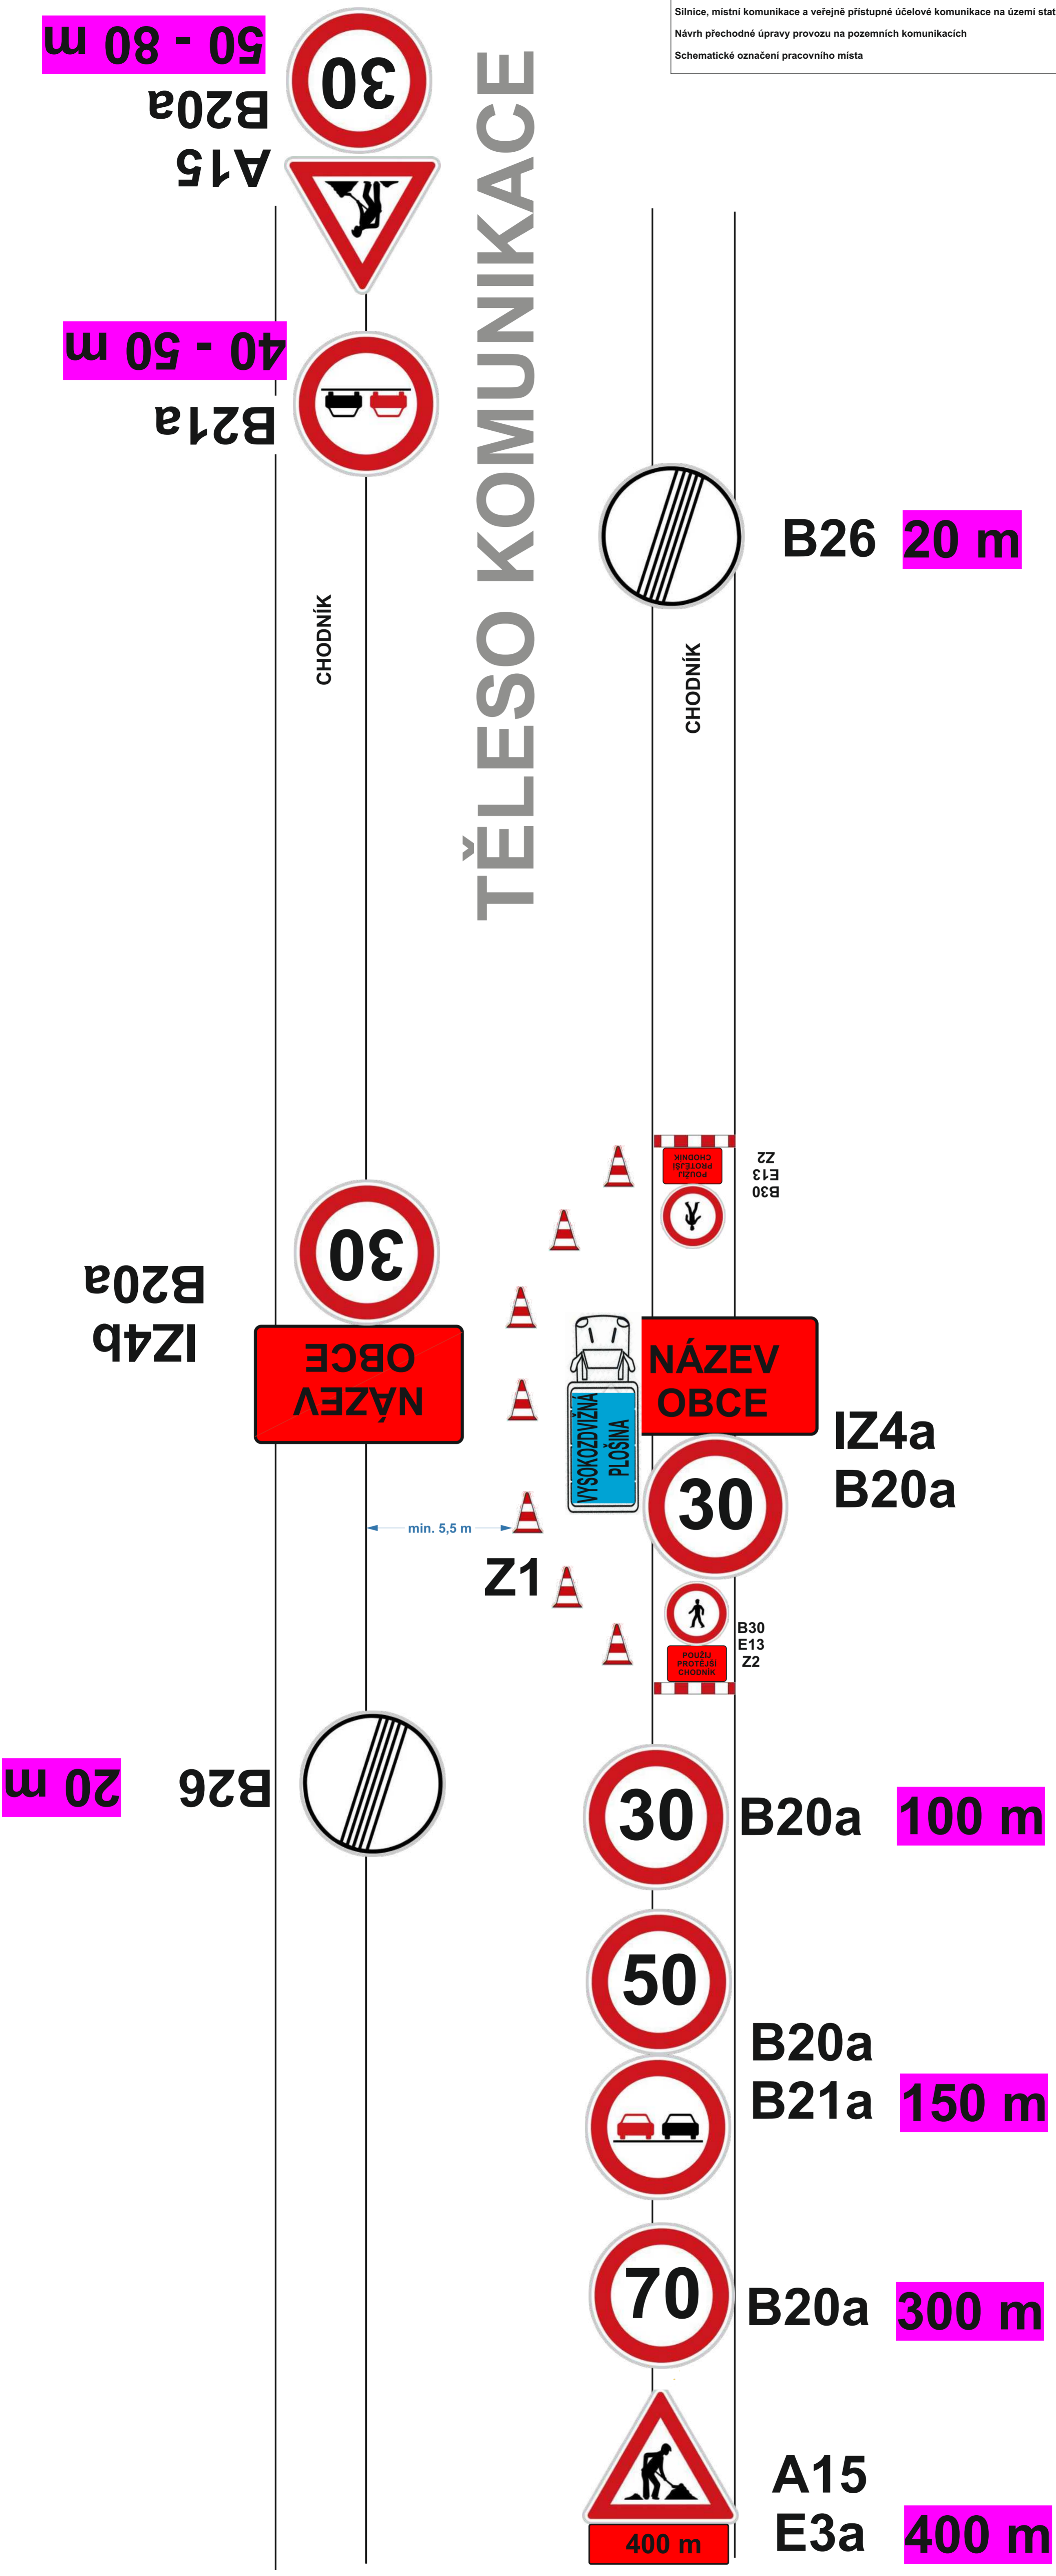 Silnice, místní komunikace a veřejně přístupné účelové komunikace na území stat
Návrh přechodné úpravy provozu na pozemních komunikacích
Schematické označení pracovního místa
50 - 80 m
B20a
A15
30
TĚLESO KOMUNIKACE
40 - 50 m
B21a
B26 20 m
CHODNÍK
CHODNÍK
POUŽIJ
PROTĚJŠÍ
CHODNÍK
B30
E13
Z2
30
B20a
IZ4b
NÁZEV
OBCE
VYSOKOZDVIŽNÁ
PLOŠINA
NÁZEV
OBCE
IZ4a
B20a
30
min. 5,5 m
Z1
B30
E13
Z2
POUŽIJ
PROTĚJŠÍ
CHODNÍK
B26 20 m
30
B20a 100 m
50
B20a
B21a 150 m
70
B20a 300 m
A15
E3a 400 m
400 m